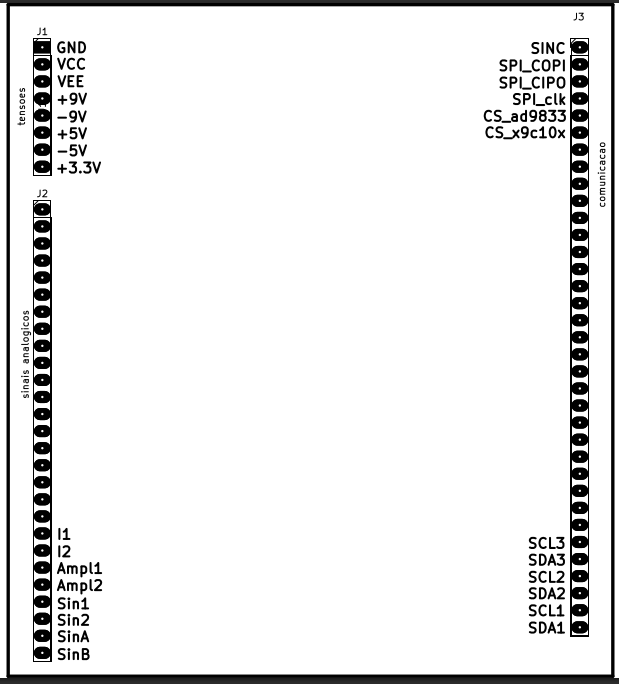 J1
GND
VCC
VEE
+9V
-9V
+5V
-5V
+3.3V
tensoes
J2
sinais analogicos
I1
I2
Ampl1
Ampl2
Sin1
Sin2
SinA
SinB
J3
SINC
SPI_COPI
SPI_CIPO
SPI_clk
CS_ad9833
CS_x9c10x
comunicacao
SCL3
SDA3
SCL2
SDA2
SCL1
SDA1